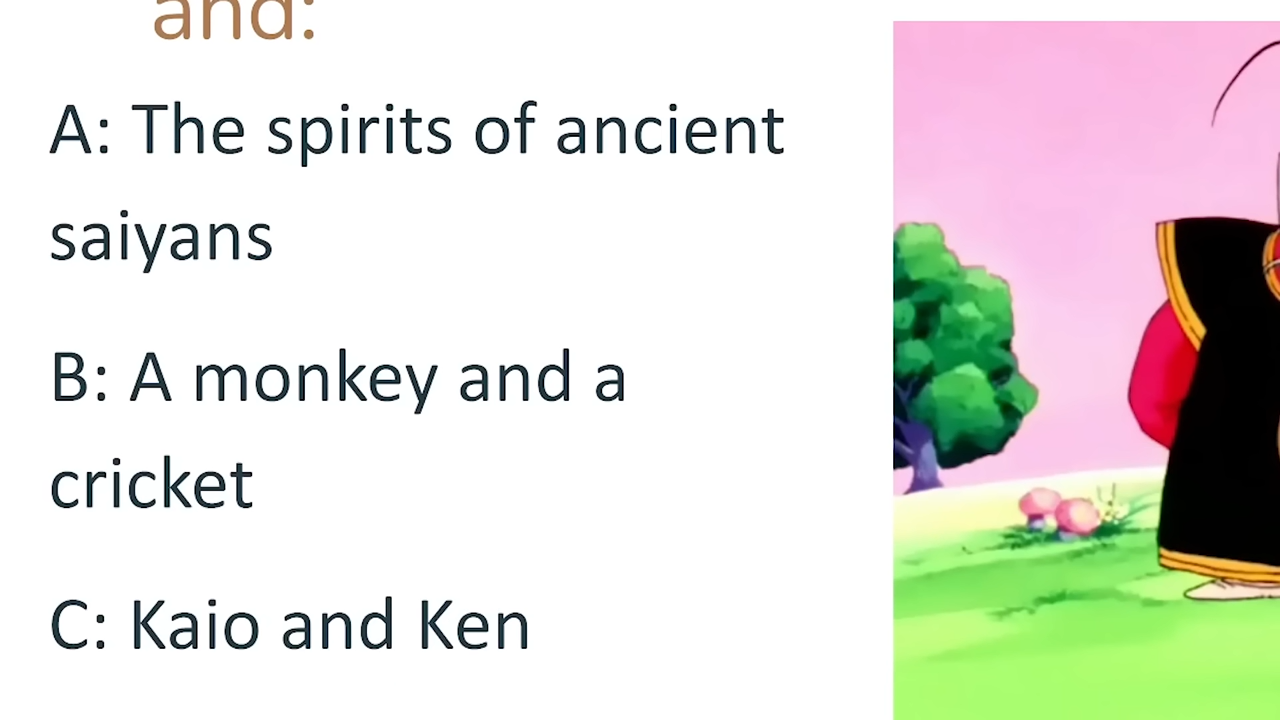 and:
A: The spirits of ancient
saiyans
B: A monkey and a
cricket
C: Kaio and Ken